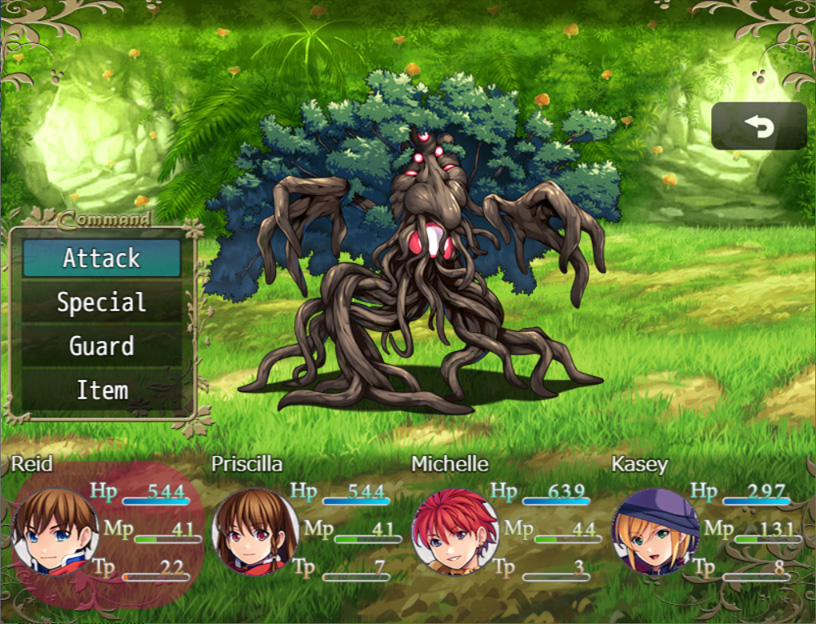 Command
Attack
Special
Guard
Item
Reid Priscilla Michelle Kasey
Hp 544 Hp 544 Hp 639 Hp 297
Mp 41 Mp 41 Mp 44 Mp 131
Tp 22 Tp 7 Tp 3 Tp 8